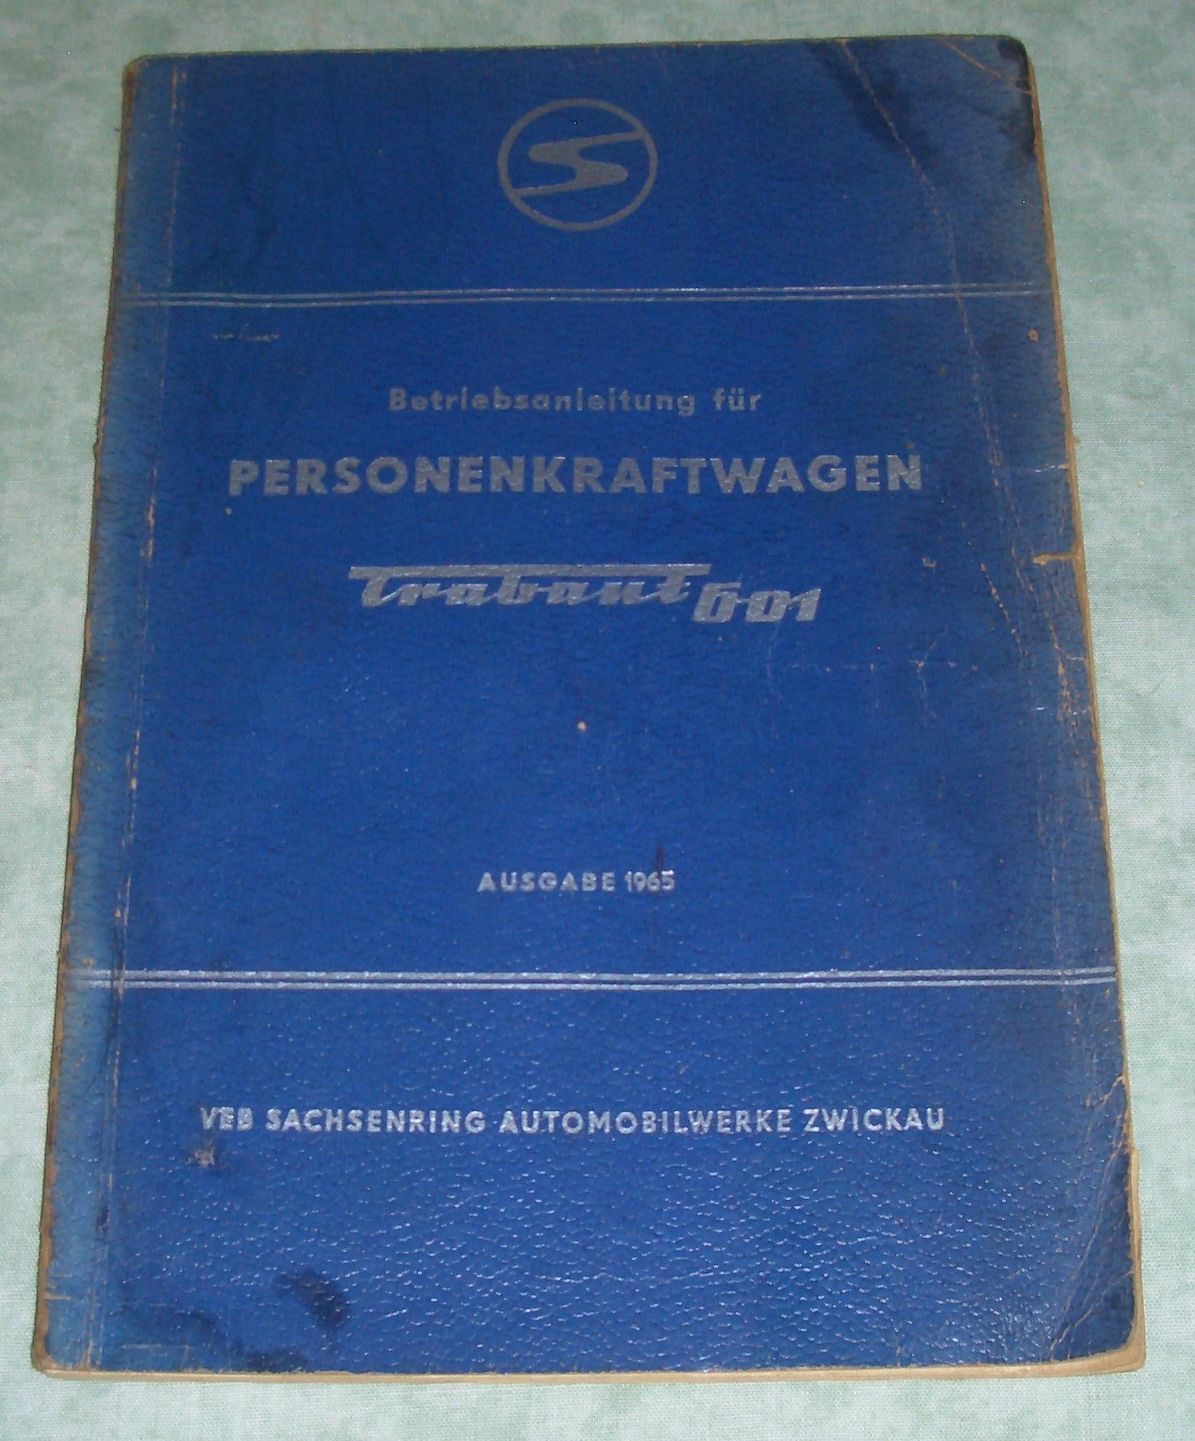 Betriebsanleitung für
PERSONENKRAFTWAGEN
Trabant 601
AUSGABE 1965
VEB SACHSENRING AUTOMOBILWERKE ZWICKAU